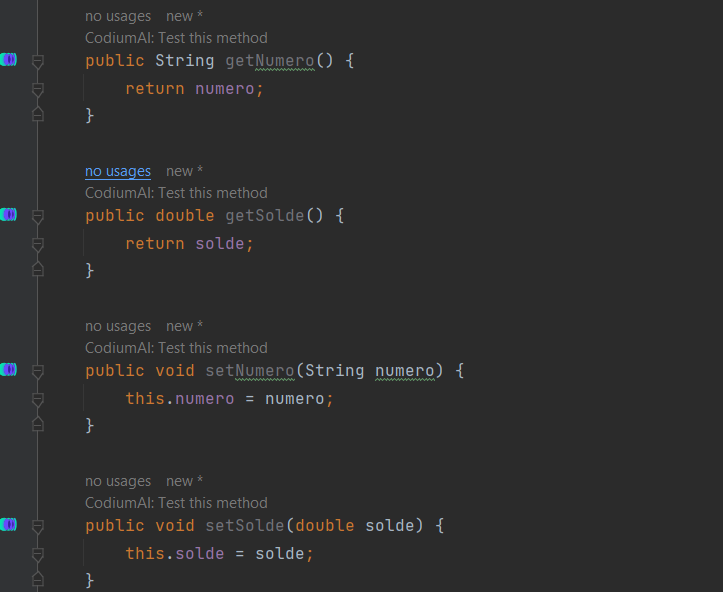 no usages new *
CodiumAI: Test this method
public String getNumero() {
return numero;
}
no usages new *
CodiumAI: Test this method
public double getSolde() {
return solde;
}
no usages new *
CodiumAI: Test this method
public void setNumero(String numero) {
this.numero = numero;
}
no usages new *
CodiumAI: Test this method
public void setSolde(double solde) {
this.solde = solde;
}